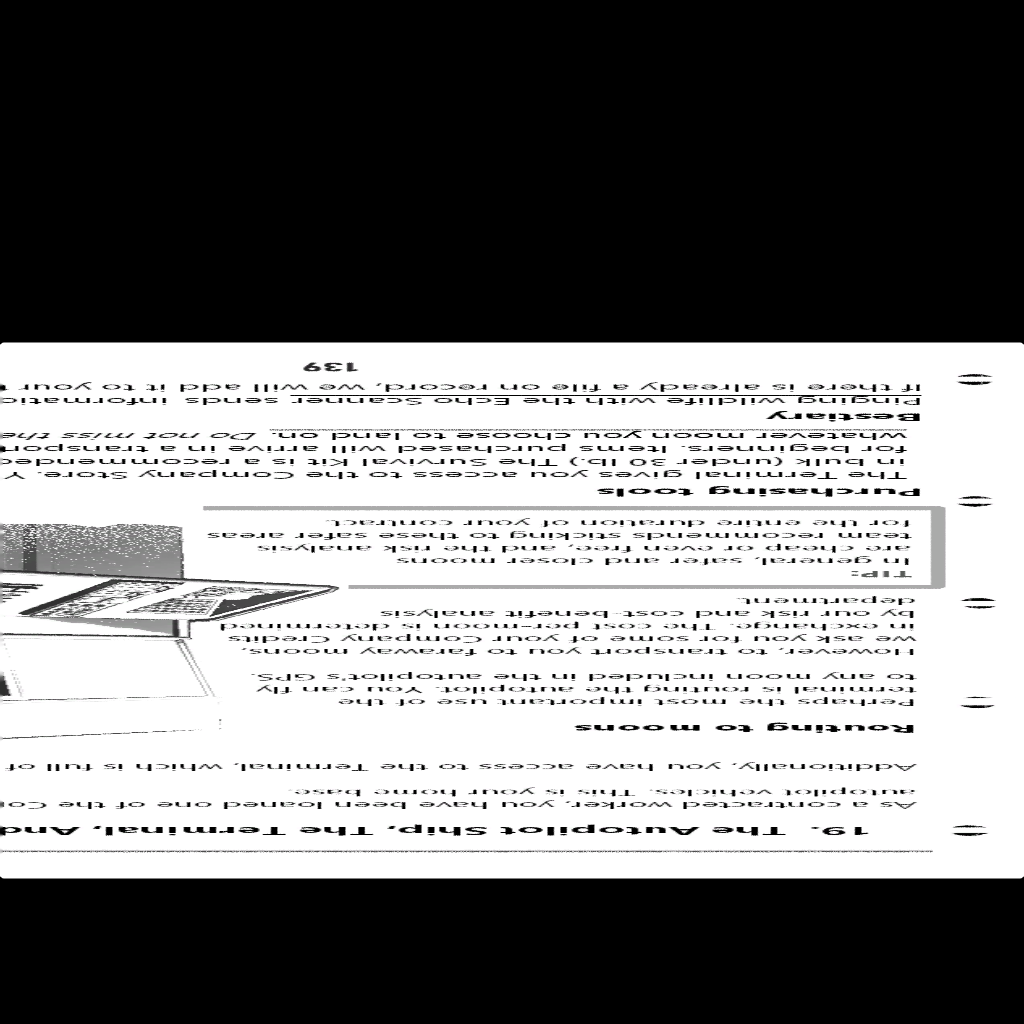 19. The Autopilot Ship, The Terminal, And
As a contracted worker, you have been loaned one of the
autopilot vehicles. This is your home base.
Additionally, you have access to the Terminal, which is full of
Routing to moons
Perhaps the most important use of the
terminal is routing the autopilot. You can fly
to any moon included in the autopilot's GPS.
However, to transport you to faraway moons,
we ask you for some of your Company Credits
in exchange. The cost per-moon is determined
by our risk and cost-benefit analysis
department.
TIP:
In general, safer and closer moons
are cheap or even free, and the risk analysis
team recommends sticking to these safer areas
for the entire duration of your contract.
Purchasing tools
The Terminal gives you access to the Company Store. Y
in bulk (under 30 lb.) The Survival Kit is a recommended
for beginners. Items purchased will arrive in a transport
whatever moon you choose to land on. Do not miss the
Bestiary
Pinging wildlife with the Echo Scanner sends informatio
If there is already a file on record, we will add it to your
139